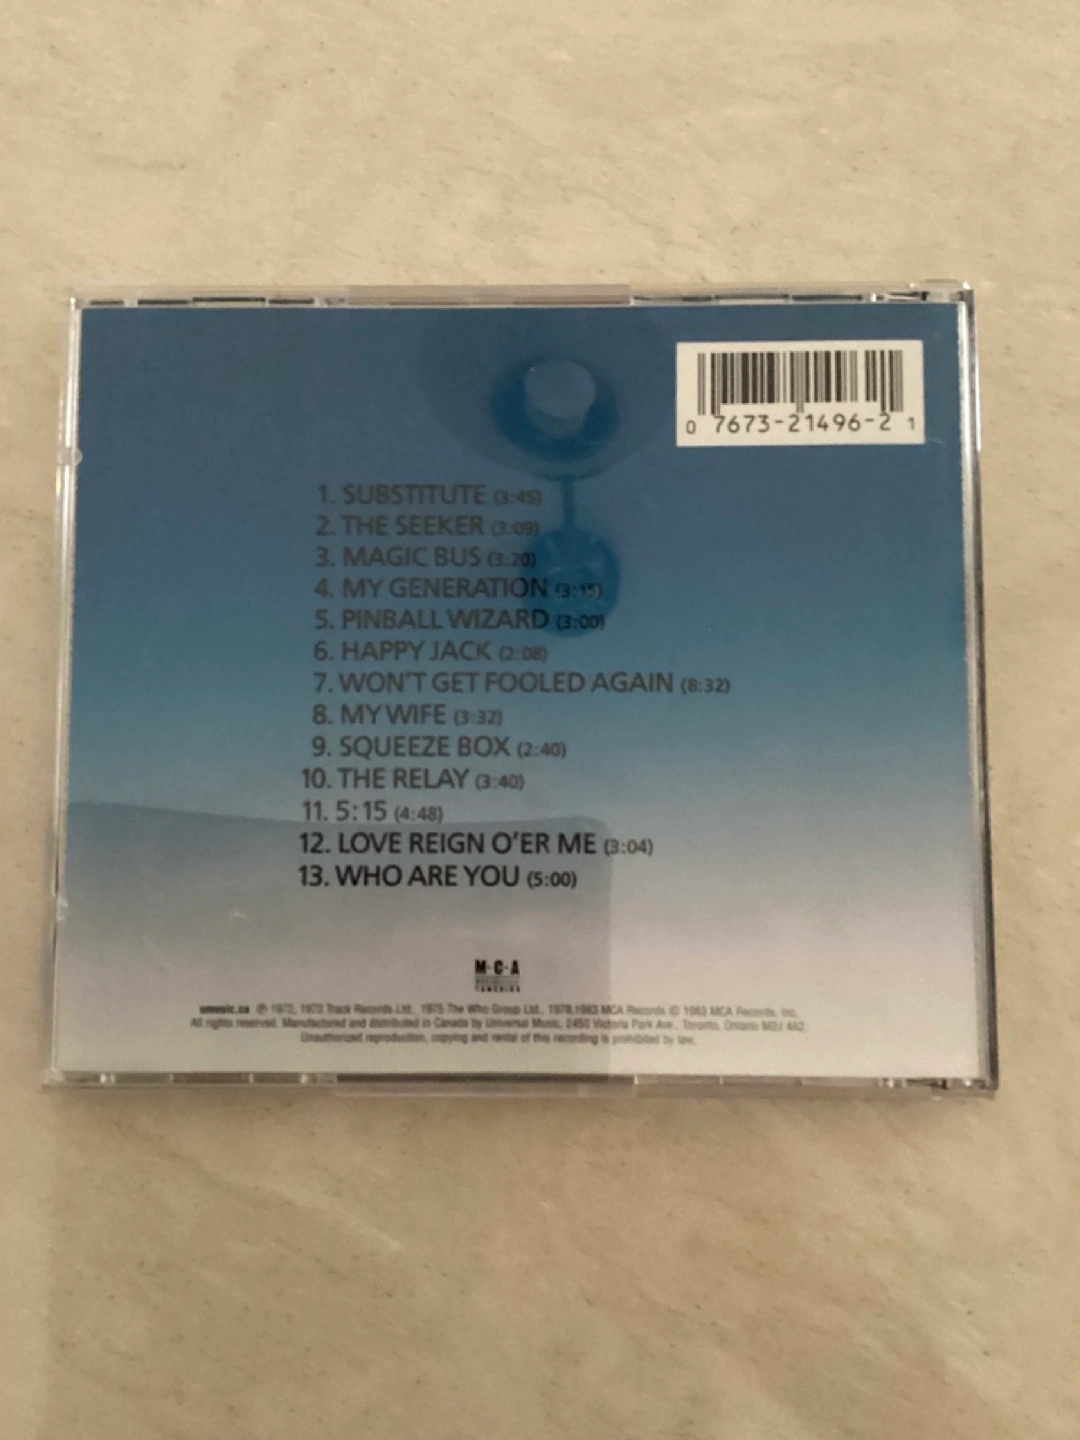 0 7673-21496-2 1
1. SUBSTITUTE (3:45)
2. THE SEEKER (3:09)
3. MAGIC BUS (3:20)
4. MY GENERATION (3:15)
5. PINBALL WIZARD (3:00)
6. HAPPY JACK (2:08)
7. WON'T GET FOOLED AGAIN (8:32)
8. MY WIFE (3:32)
9. SQUEEZE BOX (2:40)
10. THE RELAY (3:40)
11. 5:15 (4:48)
12. LOVE REIGN O'ER ME (3:04)
13. WHO ARE YOU (5:00)
M·C·A
umusic.ca ℗ 1972, 1973 Track Records Ltd., 1975 The Who Group Ltd., 1978,1983 MCA Records © 1983 MCA Records, Inc.
All rights reserved. Manufactured and distributed in Canada by Universal Music, 2450 Victoria Park Ave., Toronto, Ontario M2J 4A2.
Unauthorized reproduction, copying and rental of this recording is prohibited by law.